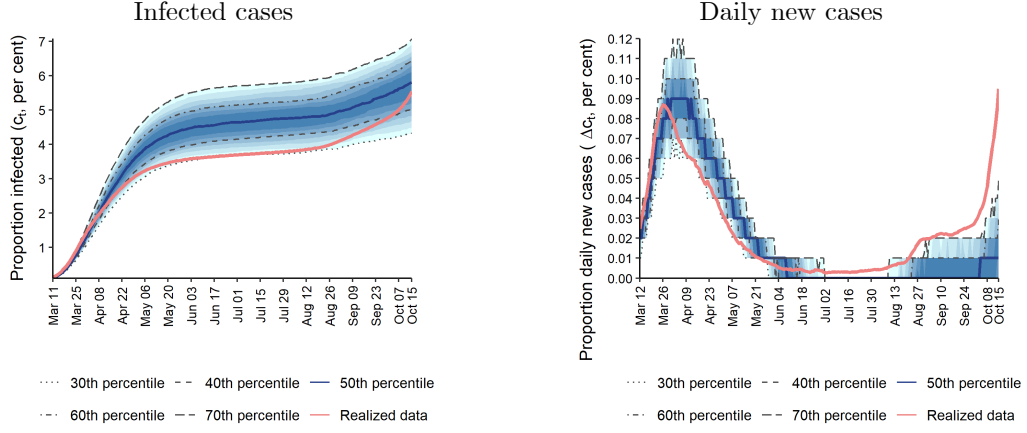 Infected cases
Proportion infected (ct, per cent)
7
6
5
4
3
2
1
Mar 11
Mar 25
Apr 08
Apr 22
May 06
May 20
Jun 03
Jun 17
Jul 01
Jul 15
Jul 29
Aug 12
Aug 26
Sep 09
Sep 23
Oct 07
Oct 15
30th percentile
40th percentile
50th percentile
60th percentile
70th percentile
Realized data
Daily new cases
Proportion daily new cases ( Δct, per cent)
0.12
0.11
0.10
0.09
0.08
0.07
0.06
0.05
0.04
0.03
0.02
0.01
0.00
Mar 12
Mar 26
Apr 09
Apr 23
May 07
May 21
Jun 04
Jun 18
Jul 02
Jul 16
Jul 30
Aug 13
Aug 27
Sep 10
Sep 24
Oct 08
Oct 15
30th percentile
40th percentile
50th percentile
60th percentile
70th percentile
Realized data